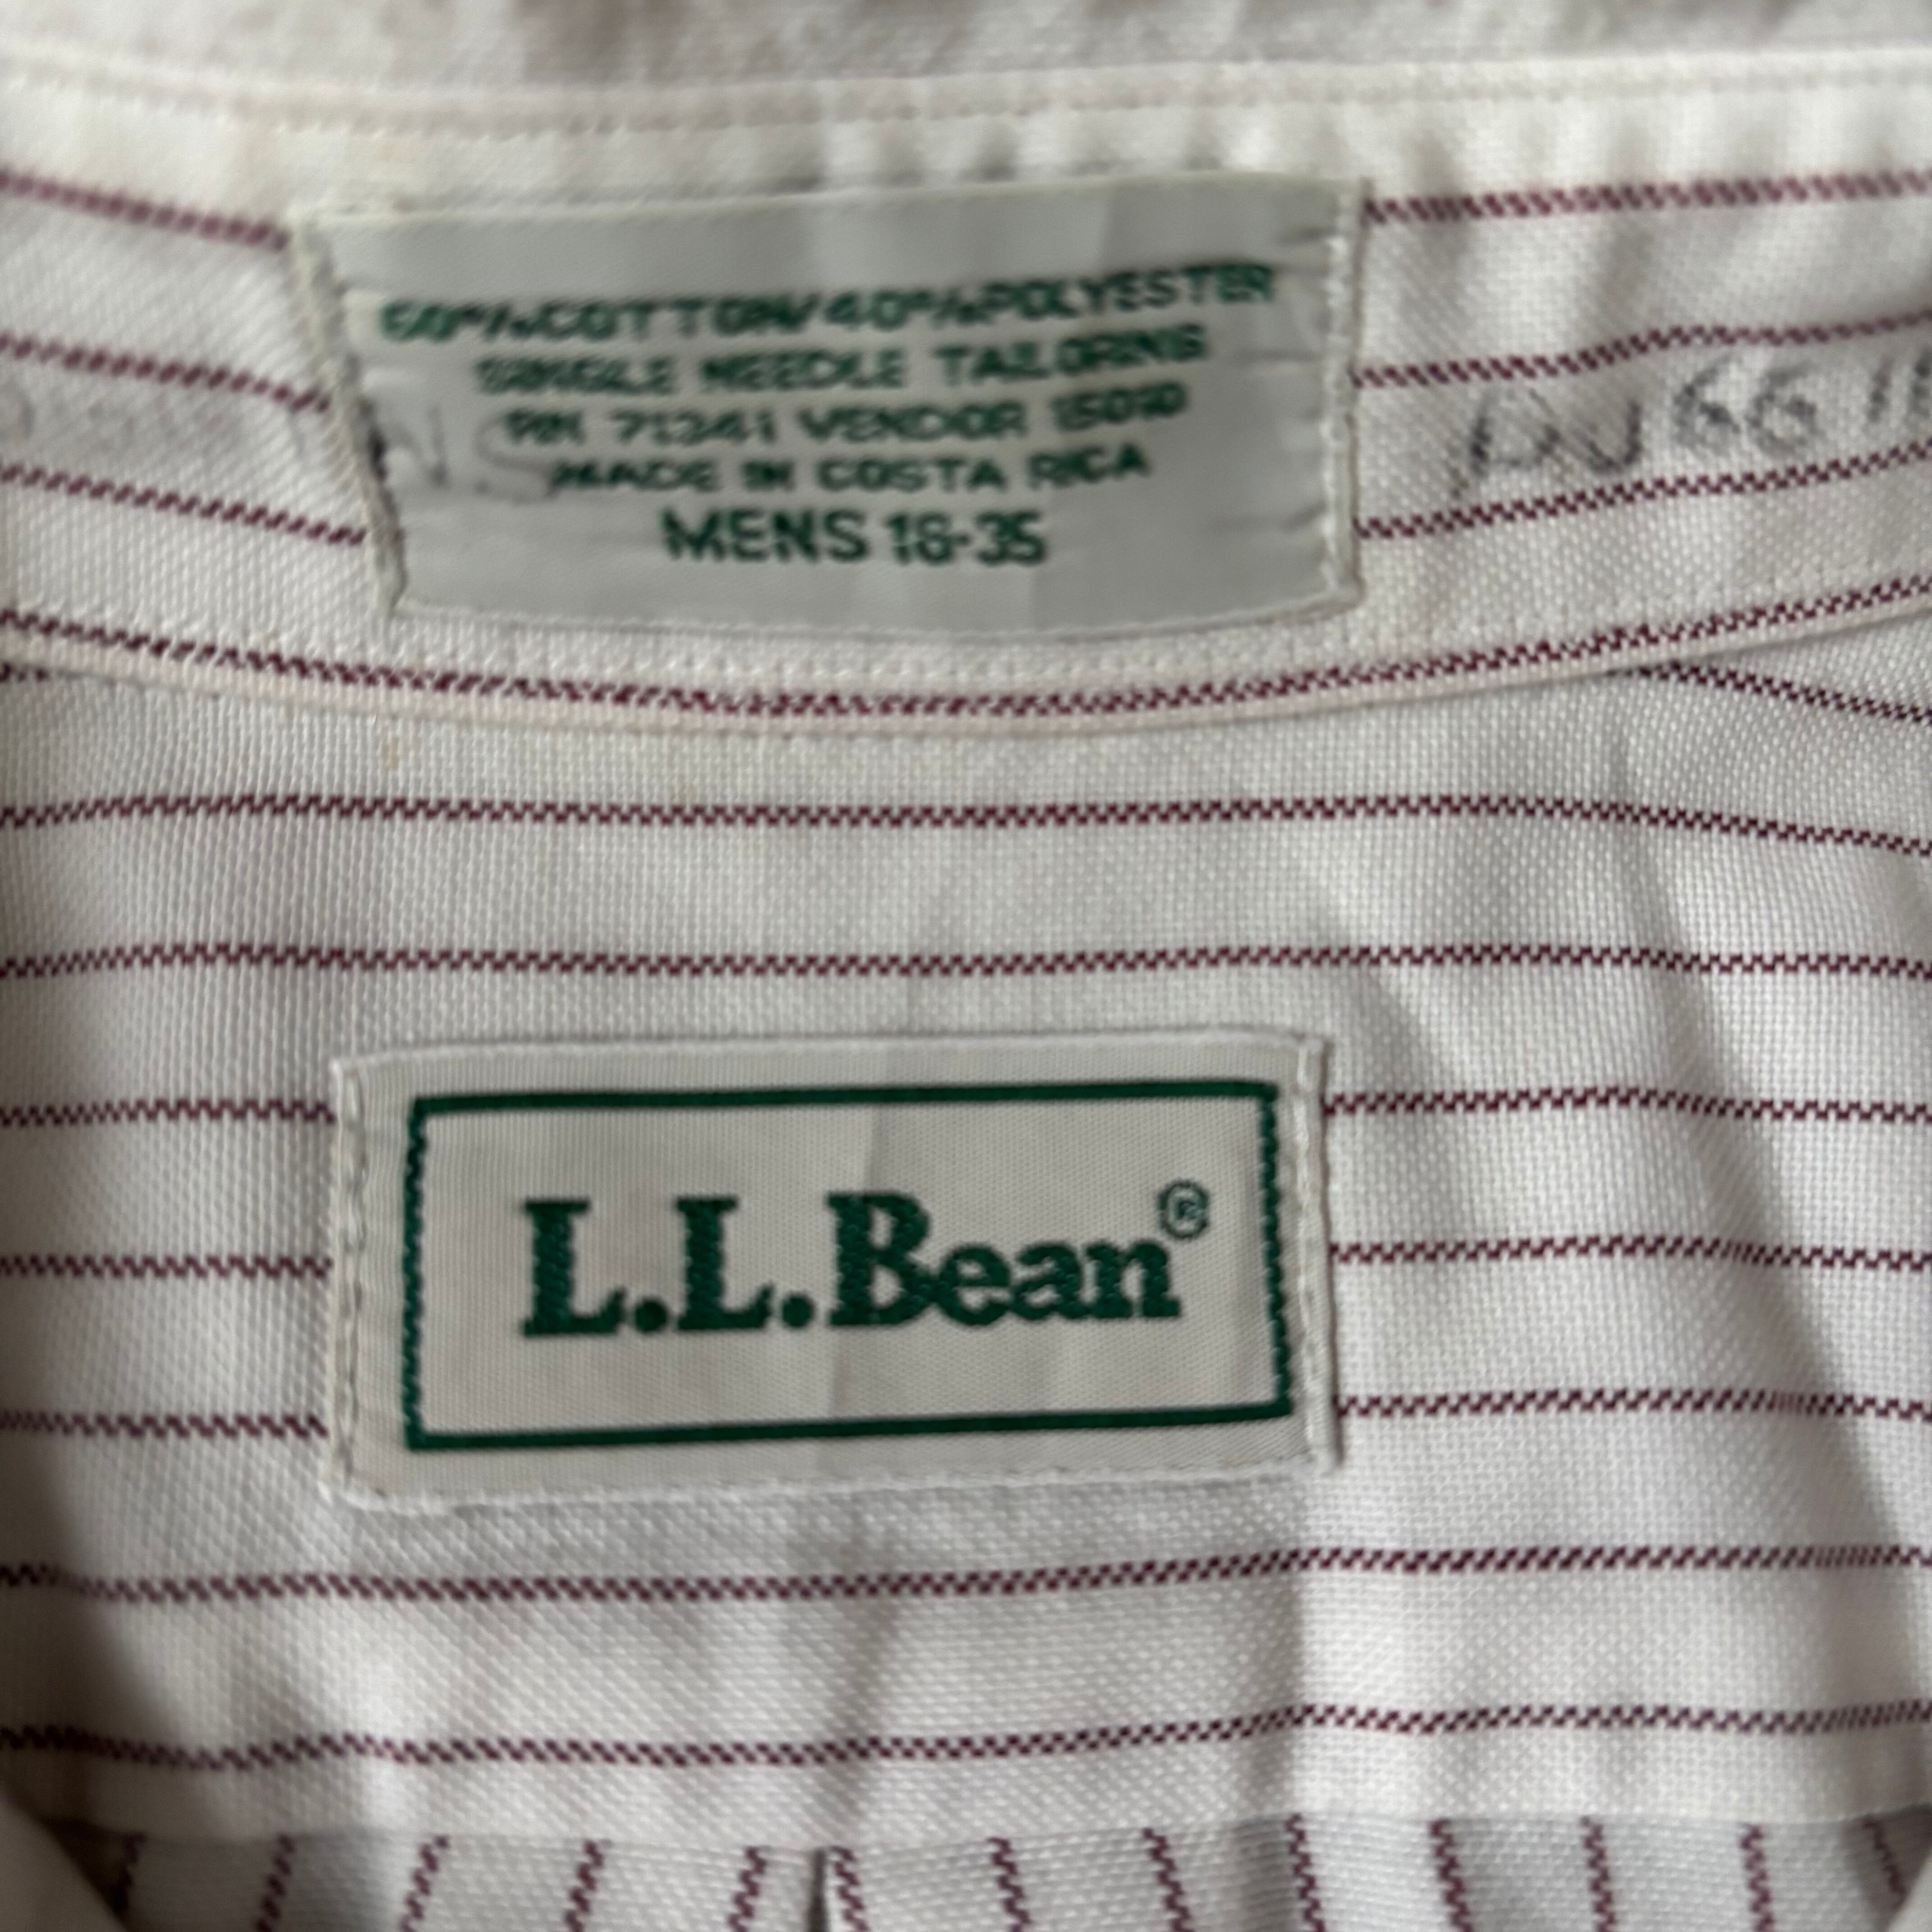 60%COTTON/40%POLYESTER
SINGLE NEEDLE TAILORING
RN 71341 VENDOR 15010
MADE IN COSTA RICA
MENS 16-35
L.L.Bean®